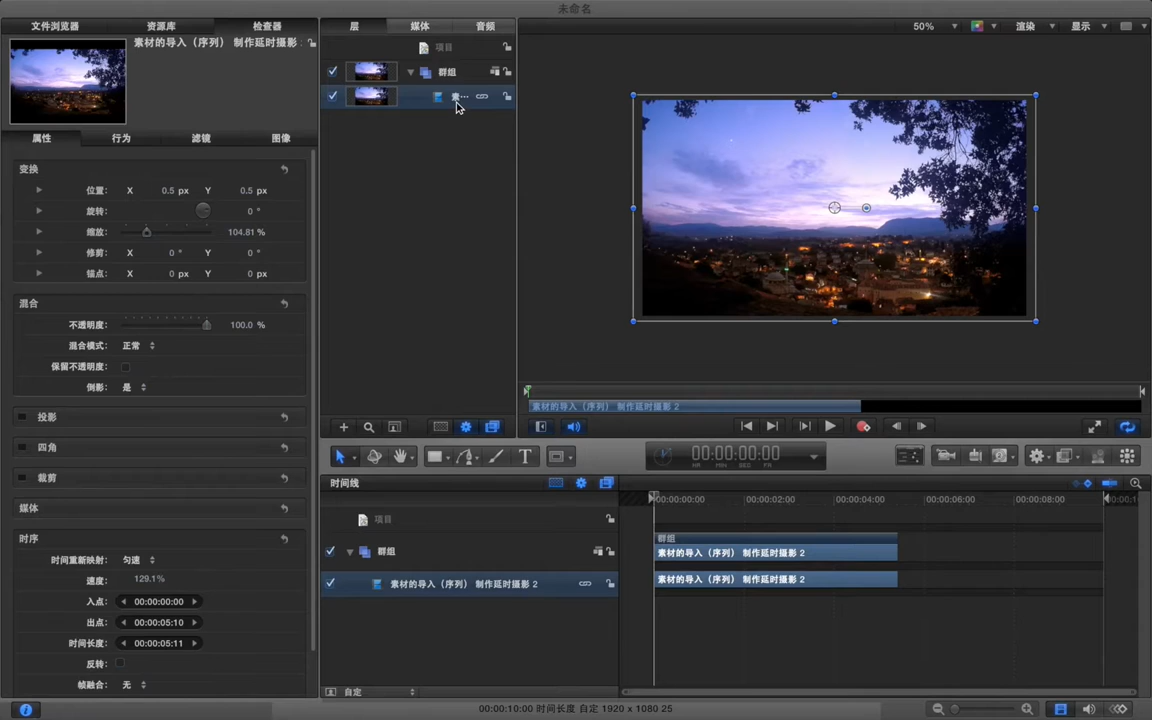 未命名
文件浏览器 资源库 检查器 层 媒体 音频 50% 渲染 显示
素材的导入（序列） 制作延时摄影
项目
群组
素…
属性 行为 滤镜 图像
变换
位置: X 0.5 px Y 0.5 px
旋转: 0 °
缩放: 104.81 %
修剪: X 0 ° Y 0 °
锚点: X 0 px Y 0 px
混合
不透明度: 100.0 %
混合模式: 正常
保留不透明度:
倒影: 是
投影
四角
裁剪
媒体
时序
时间重新映射: 匀速
速度: 129.1%
入点: 00:00:00:00
出点: 00:00:05:10
时间长度: 00:00:05:11
反转:
帧融合: 无
素材的导入（序列） 制作延时摄影 2
T
00:00:00:00
HR MIN SEC FR
时间线
00:00:00:00 00:00:02:00 00:00:04:00 00:00:06:00 00:00:08:00
项目
群组
群组
素材的导入（序列） 制作延时摄影 2
素材的导入（序列） 制作延时摄影 2
素材的导入（序列） 制作延时摄影 2
自定
00:00:10:00 时间长度 自定 1920 x 1080 25